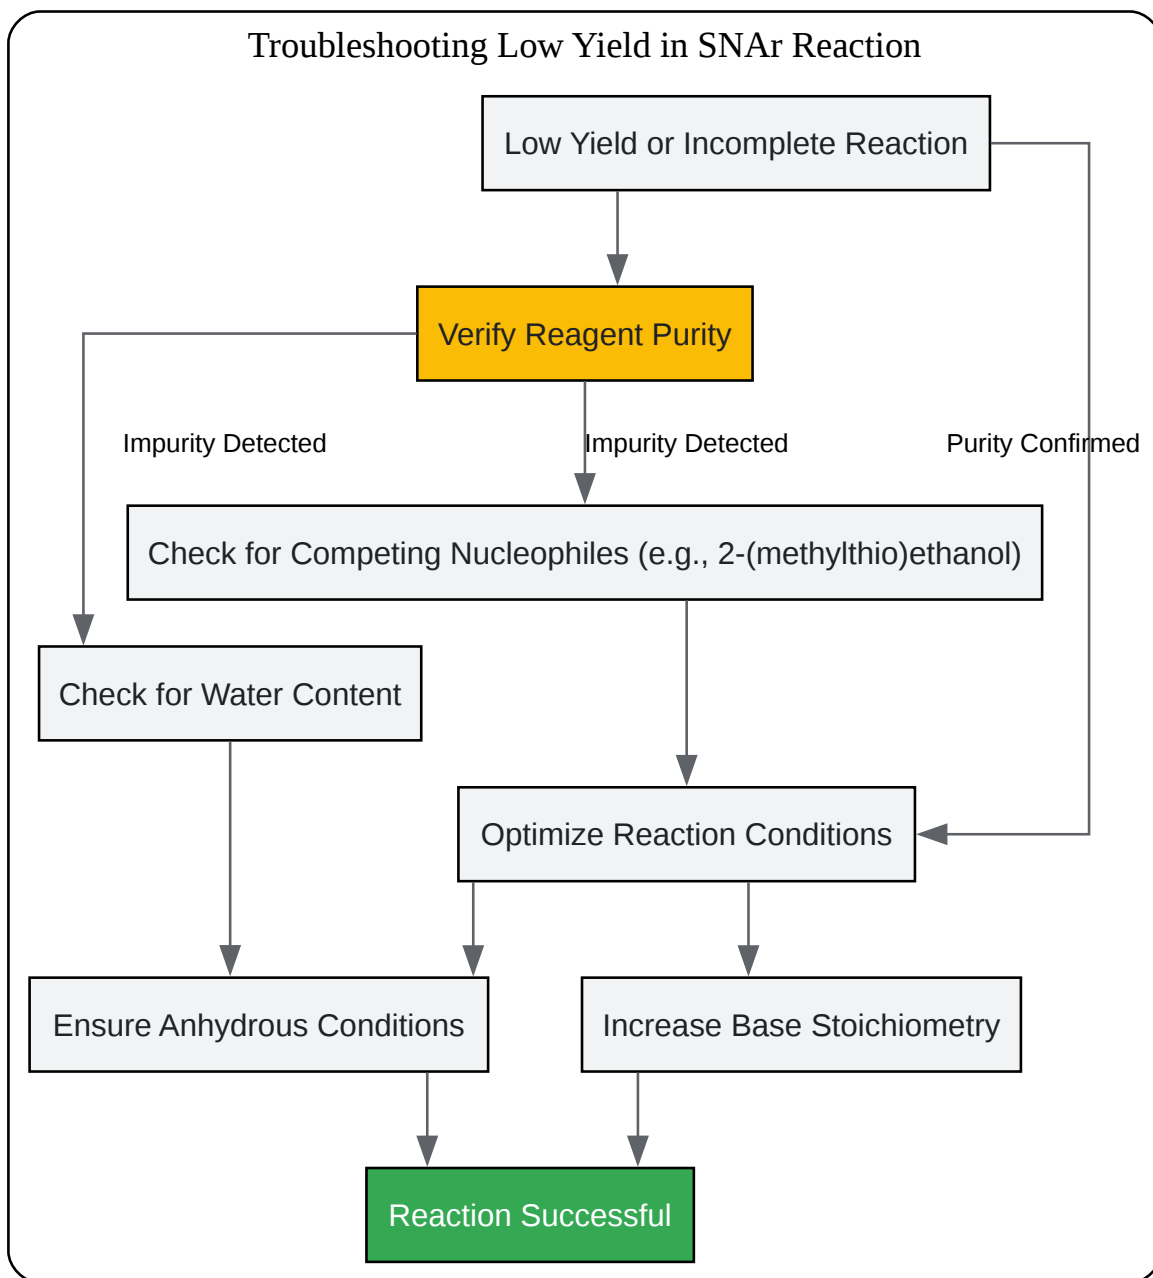 Troubleshooting Low Yield in SNAr Reaction
Low Yield or Incomplete Reaction
Verify Reagent Purity
Impurity Detected
Impurity Detected
Purity Confirmed
Check for Competing Nucleophiles (e.g., 2-(methylthio)ethanol)
Check for Water Content
Optimize Reaction Conditions
Ensure Anhydrous Conditions
Increase Base Stoichiometry
Reaction Successful